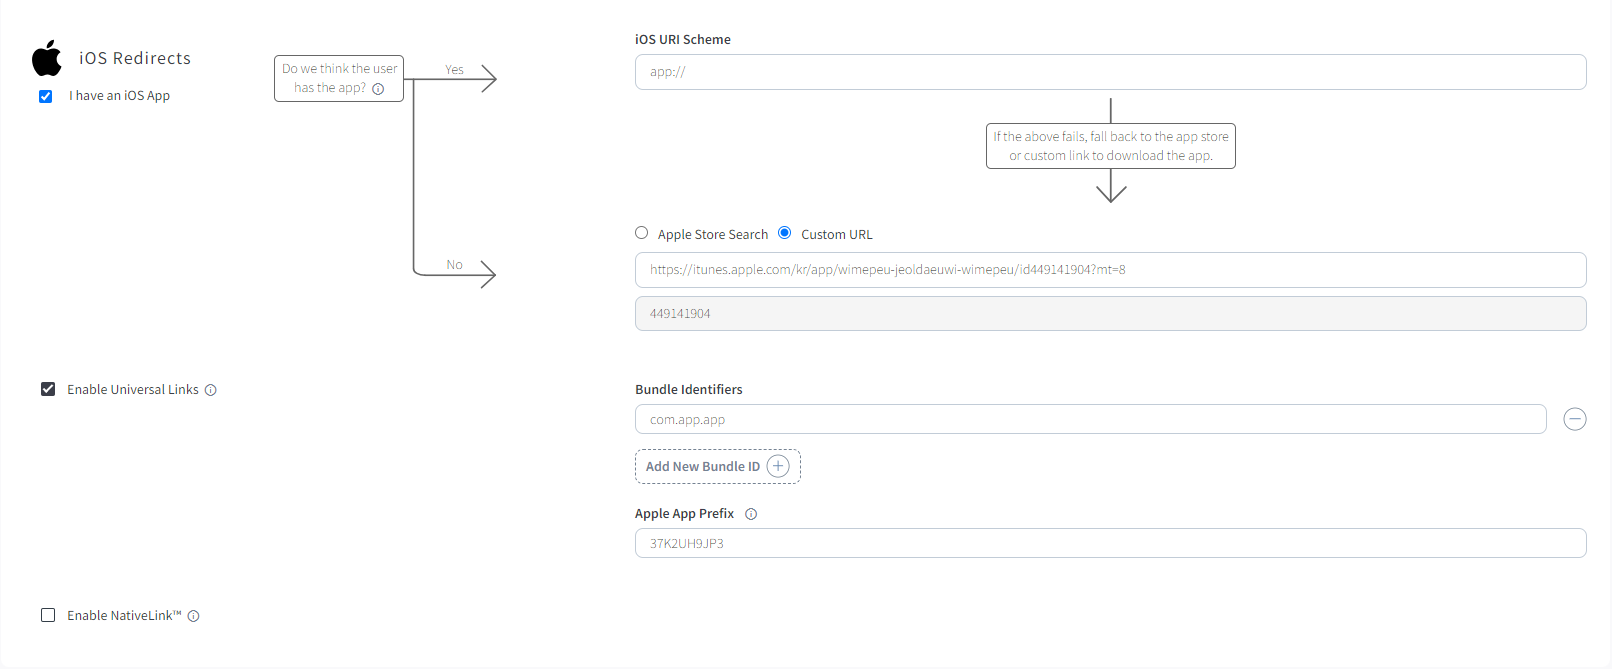 iOS Redirects
I have an iOS App
Do we think the user
has the app?
Yes
No
iOS URI Scheme
app://
If the above fails, fall back to the app store
or custom link to download the app.
Apple Store Search
Custom URL
https://itunes.apple.com/kr/app/wimepeu-jeoldaeuwi-wimepeu/id449141904?mt=8
449141904
Enable Universal Links
Bundle Identifiers
com.app.app
Add New Bundle ID
Apple App Prefix
37K2UH9JP3
Enable NativeLink™